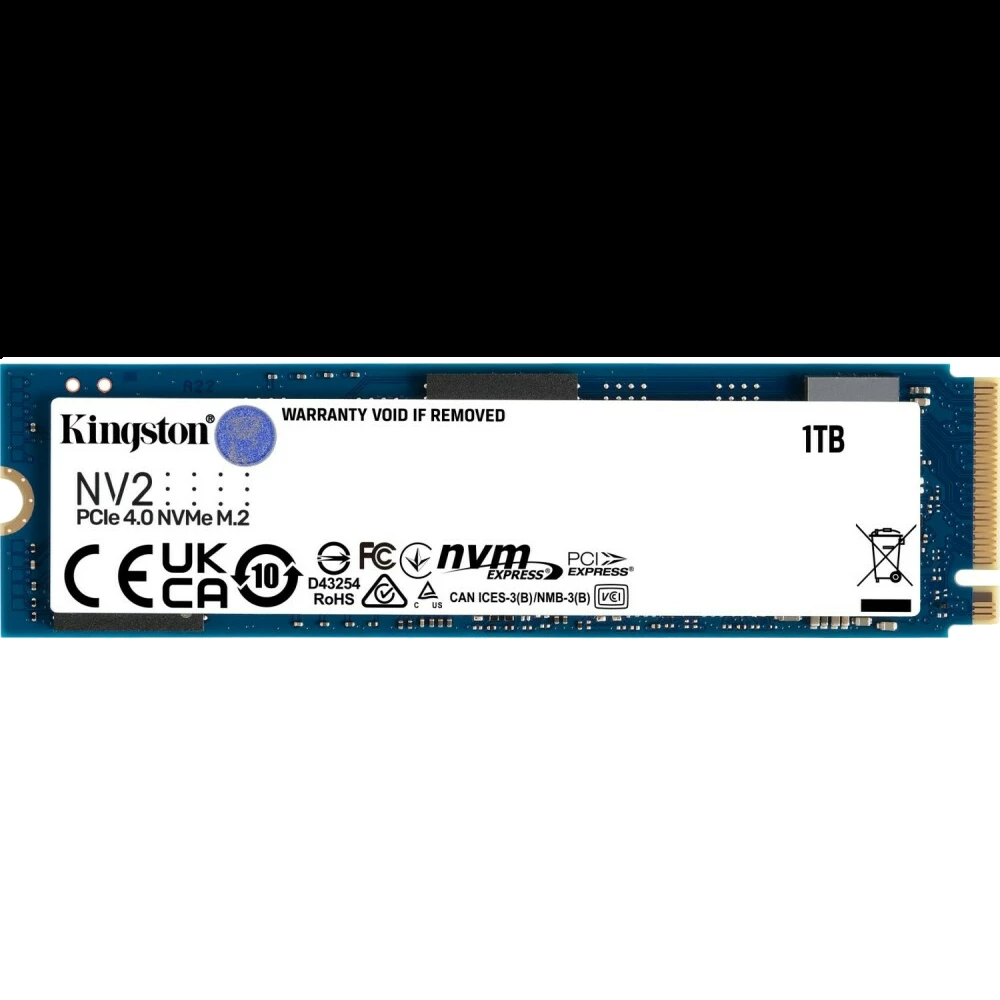 A22
Kingston®
WARRANTY VOID IF REMOVED
1TB
NV2
PCIe 4.0 NVMe M.2
CE
UK
CA
10
D43254
RoHS
FC
nvm
EXPRESS®
PCI
EXPRESS®
C US
CAN ICES-3(B)/NMB-3(B)
VCI